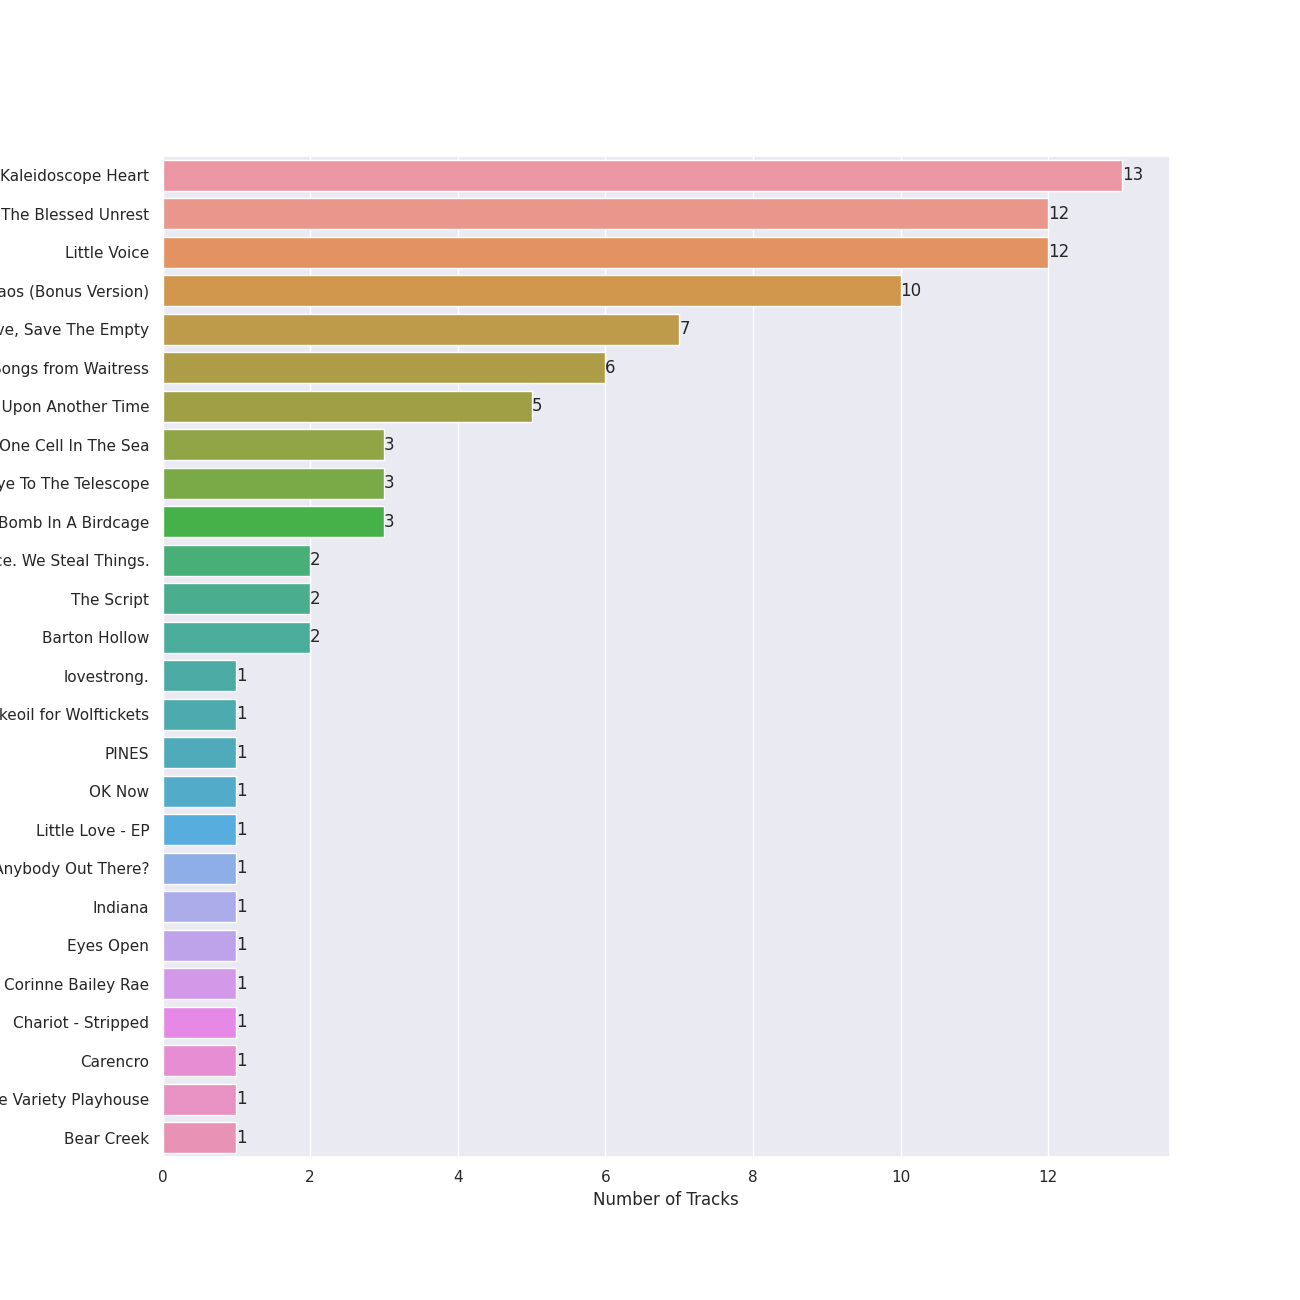 Kaleidoscope Heart 13
The Blessed Unrest 12
Little Voice 12
aos (Bonus Version) 10
ve, Save The Empty 7
Songs from Waitress 6
Upon Another Time 5
One Cell In The Sea 3
ye To The Telescope 3
Bomb In A Birdcage 3
ce. We Steal Things. 2
The Script 2
Barton Hollow 2
lovestrong. 1
keoil for Wolftickets 1
PINES 1
OK Now 1
Little Love - EP 1
Anybody Out There? 1
Indiana 1
Eyes Open 1
Corinne Bailey Rae 1
Chariot - Stripped 1
Carencro 1
e Variety Playhouse 1
Bear Creek 1
0 2 4 6 8 10 12
Number of Tracks